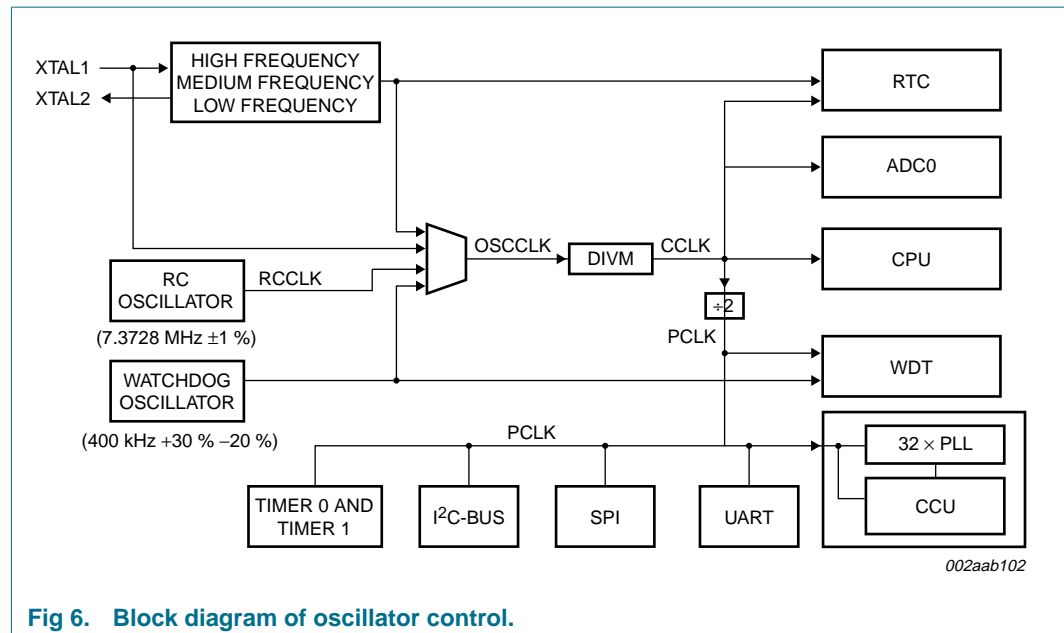 XTAL1
XTAL2
HIGH FREQUENCY
MEDIUM FREQUENCY
LOW FREQUENCY
RTC
ADC0
OSCCLK
DIVM
CCLK
CPU
RC
OSCILLATOR
RCCLK
(7.3728 MHz ±1 %)
÷2
PCLK
WATCHDOG
OSCILLATOR
WDT
(400 kHz +30 % −20 %)
PCLK
32 × PLL
TIMER 0 AND
TIMER 1
I²C-BUS
SPI
UART
CCU
002aab102
Fig 6. Block diagram of oscillator control.